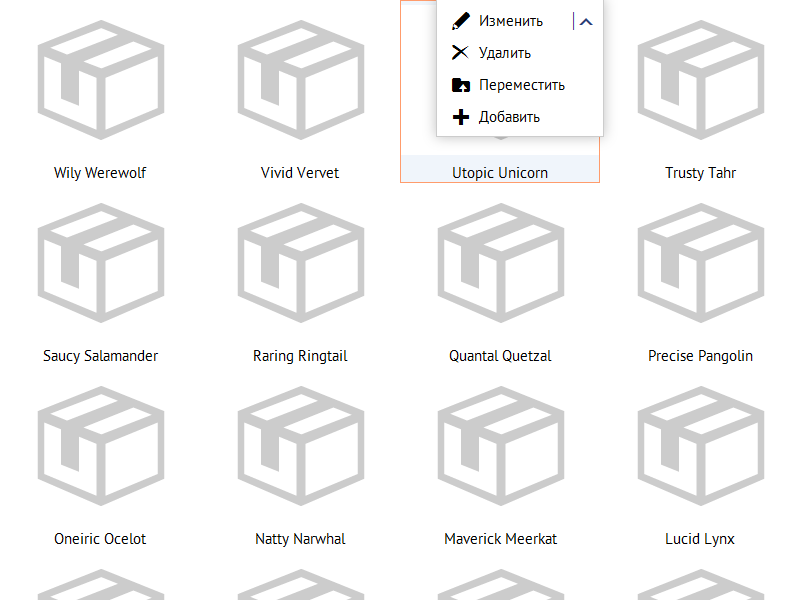 Изменить
Удалить
Переместить
Добавить
Wily Werewolf
Vivid Vervet
Utopic Unicorn
Trusty Tahr
Saucy Salamander
Raring Ringtail
Quantal Quetzal
Precise Pangolin
Oneiric Ocelot
Natty Narwhal
Maverick Meerkat
Lucid Lynx